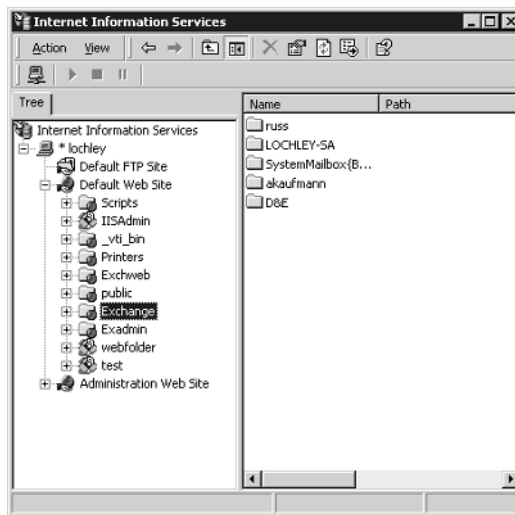 Internet Information Services
Action View
Tree
Name Path
Internet Information Services
* lochley
Default FTP Site
Default Web Site
Scripts
IISAdmin
_vti_bin
Printers
Exchweb
public
Exchange
Exadmin
webfolder
test
Administration Web Site
russ
LOCHLEY-SA
SystemMailbox{B...
akaufmann
D&E